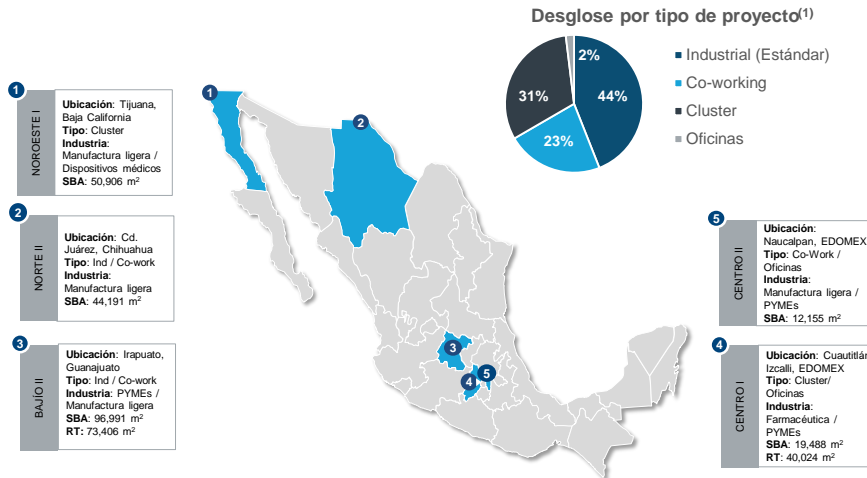 Desglose por tipo de proyecto(1)
2%
44%
23%
31%
Industrial (Estándar)
Co-working
Cluster
Oficinas
1
NOROESTE I
Ubicación: Tijuana,
Baja California
Tipo: Cluster
Industria:
Manufactura ligera /
Dispositivos médicos
SBA: 50,906 m²
2
NORTE II
Ubicación: Cd.
Juárez, Chihuahua
Tipo: Ind / Co-work
Industria:
Manufactura ligera
SBA: 44,191 m²
3
BAJÍO II
Ubicación: Irapuato,
Guanajuato
Tipo: Ind / Co-work
Industria: PYMEs /
Manufactura ligera
SBA: 96,991 m²
RT: 73,406 m²
1
2
3
4
5
5
CENTRO II
Ubicación:
Naucalpan, EDOMEX
Tipo: Co-Work /
Oficinas
Industria:
Manufactura ligera /
PYMEs
SBA: 12,155 m²
4
CENTRO I
Ubicación: Cuautitlán
Izcalli, EDOMEX
Tipo: Cluster/
Oficinas
Industria:
Farmacéutica /
PYMEs
SBA: 19,488 m²
RT: 40,024 m²